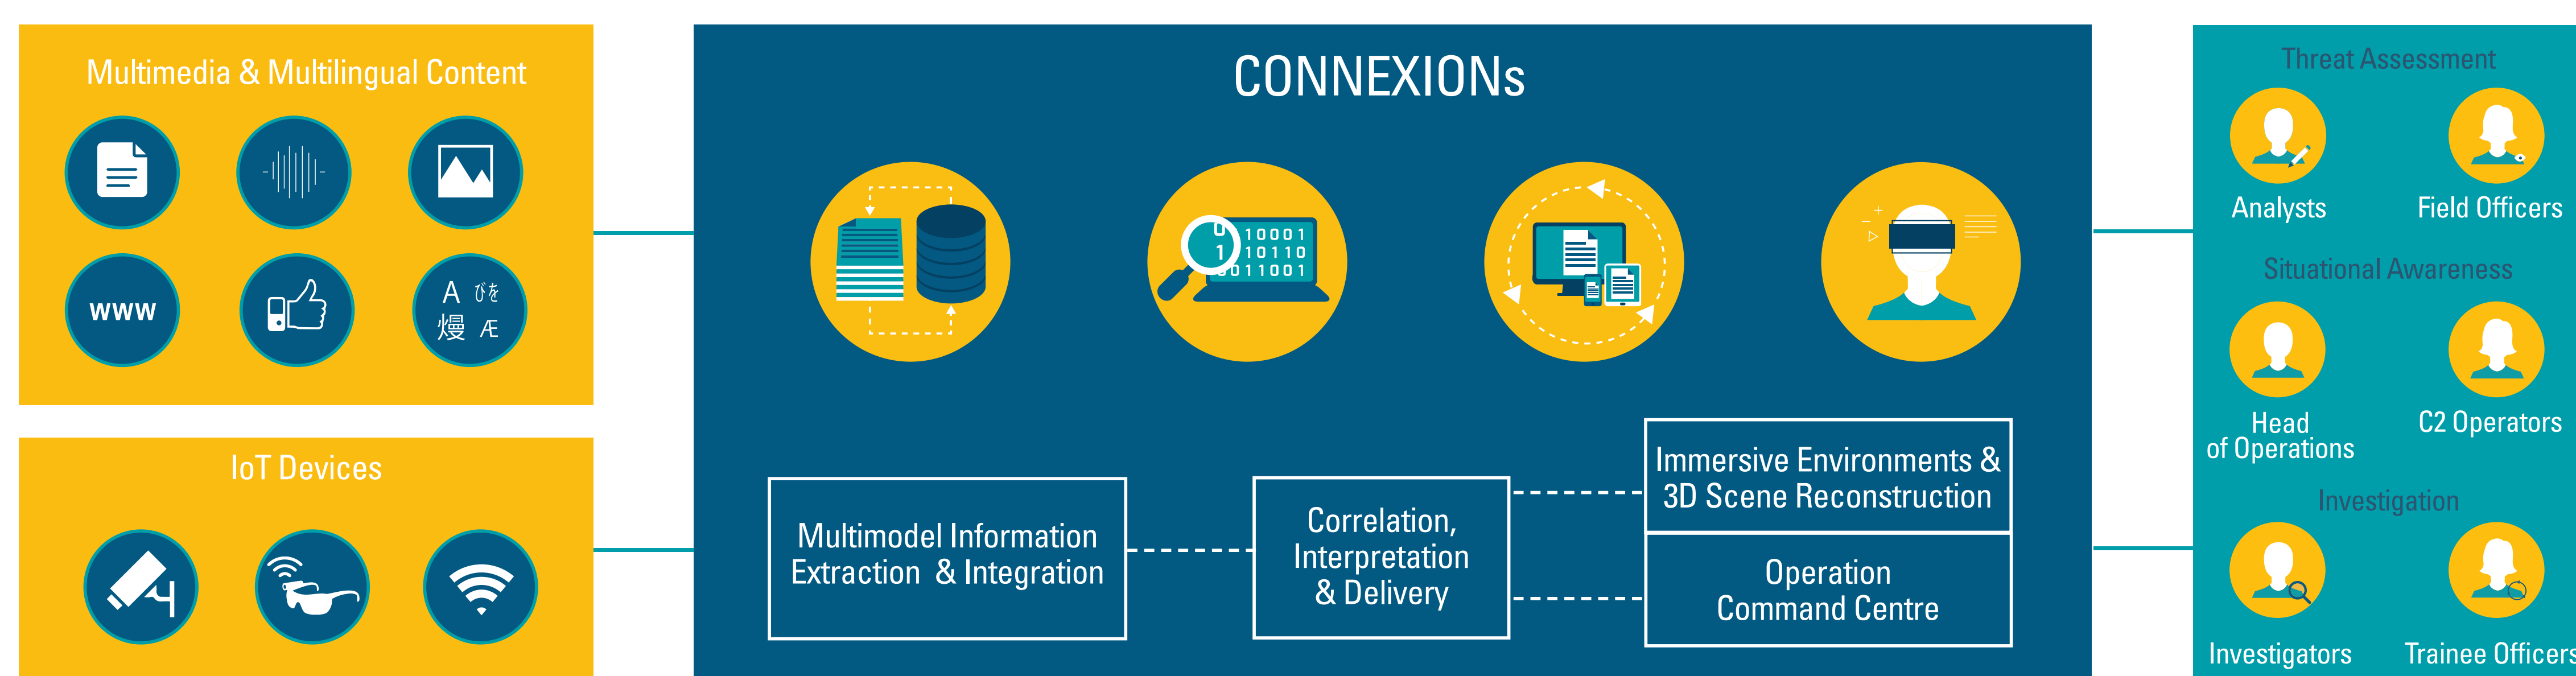 Multimedia & Multilingual Content
www
A びを
熳 Æ
IoT Devices
CONNEXIONs
0 10001
1 10110
0011001
Multimodel Information
Extraction & Integration
Correlation,
Interpretation
& Delivery
Immersive Environments &
3D Scene Reconstruction
Operation
Command Centre
Threat Assessment
Analysts
Field Officers
Situational Awareness
Head
of Operations
C2 Operators
Investigation
Investigators
Trainee Officers